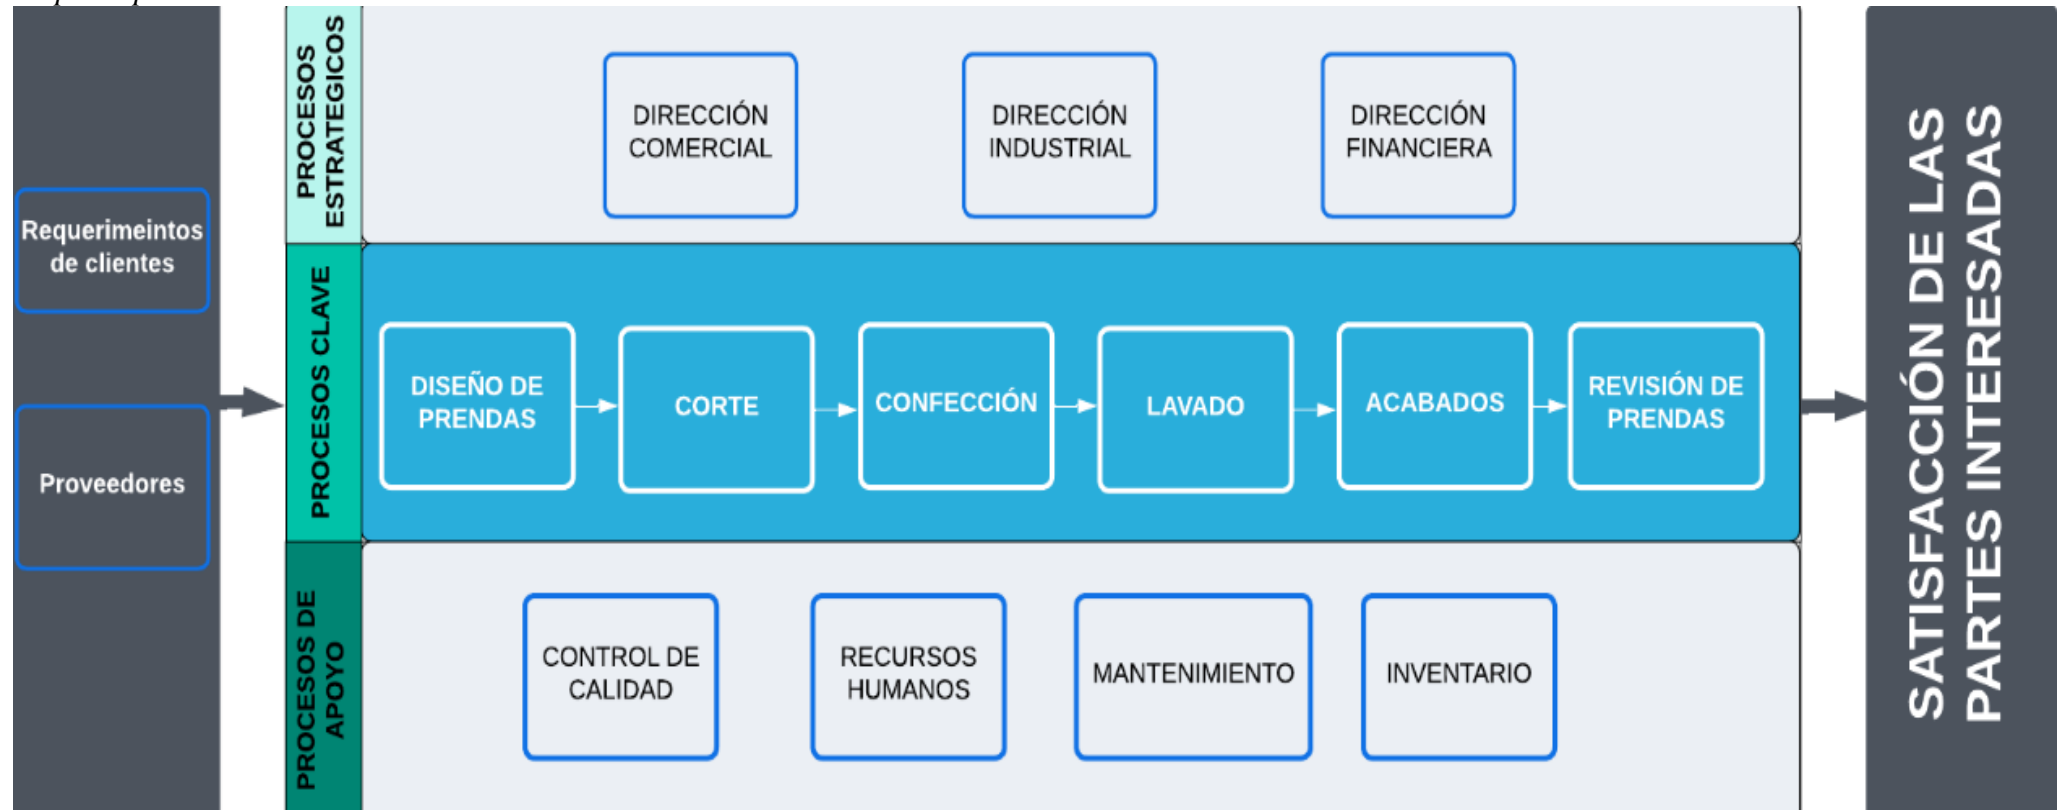 Requerimeintos
de clientes
Proveedores
PROCESOS
ESTRATEGICOS
DIRECCIÓN
COMERCIAL
DIRECCIÓN
INDUSTRIAL
DIRECCIÓN
FINANCIERA
PROCESOS CLAVE
DISEÑO DE
PRENDAS
CORTE
CONFECCIÓN
LAVADO
ACABADOS
REVISIÓN DE
PRENDAS
PROCESOS DE
APOYO
CONTROL DE
CALIDAD
RECURSOS
HUMANOS
MANTENIMIENTO
INVENTARIO
SATISFACCIÓN DE LAS
PARTES INTERESADAS